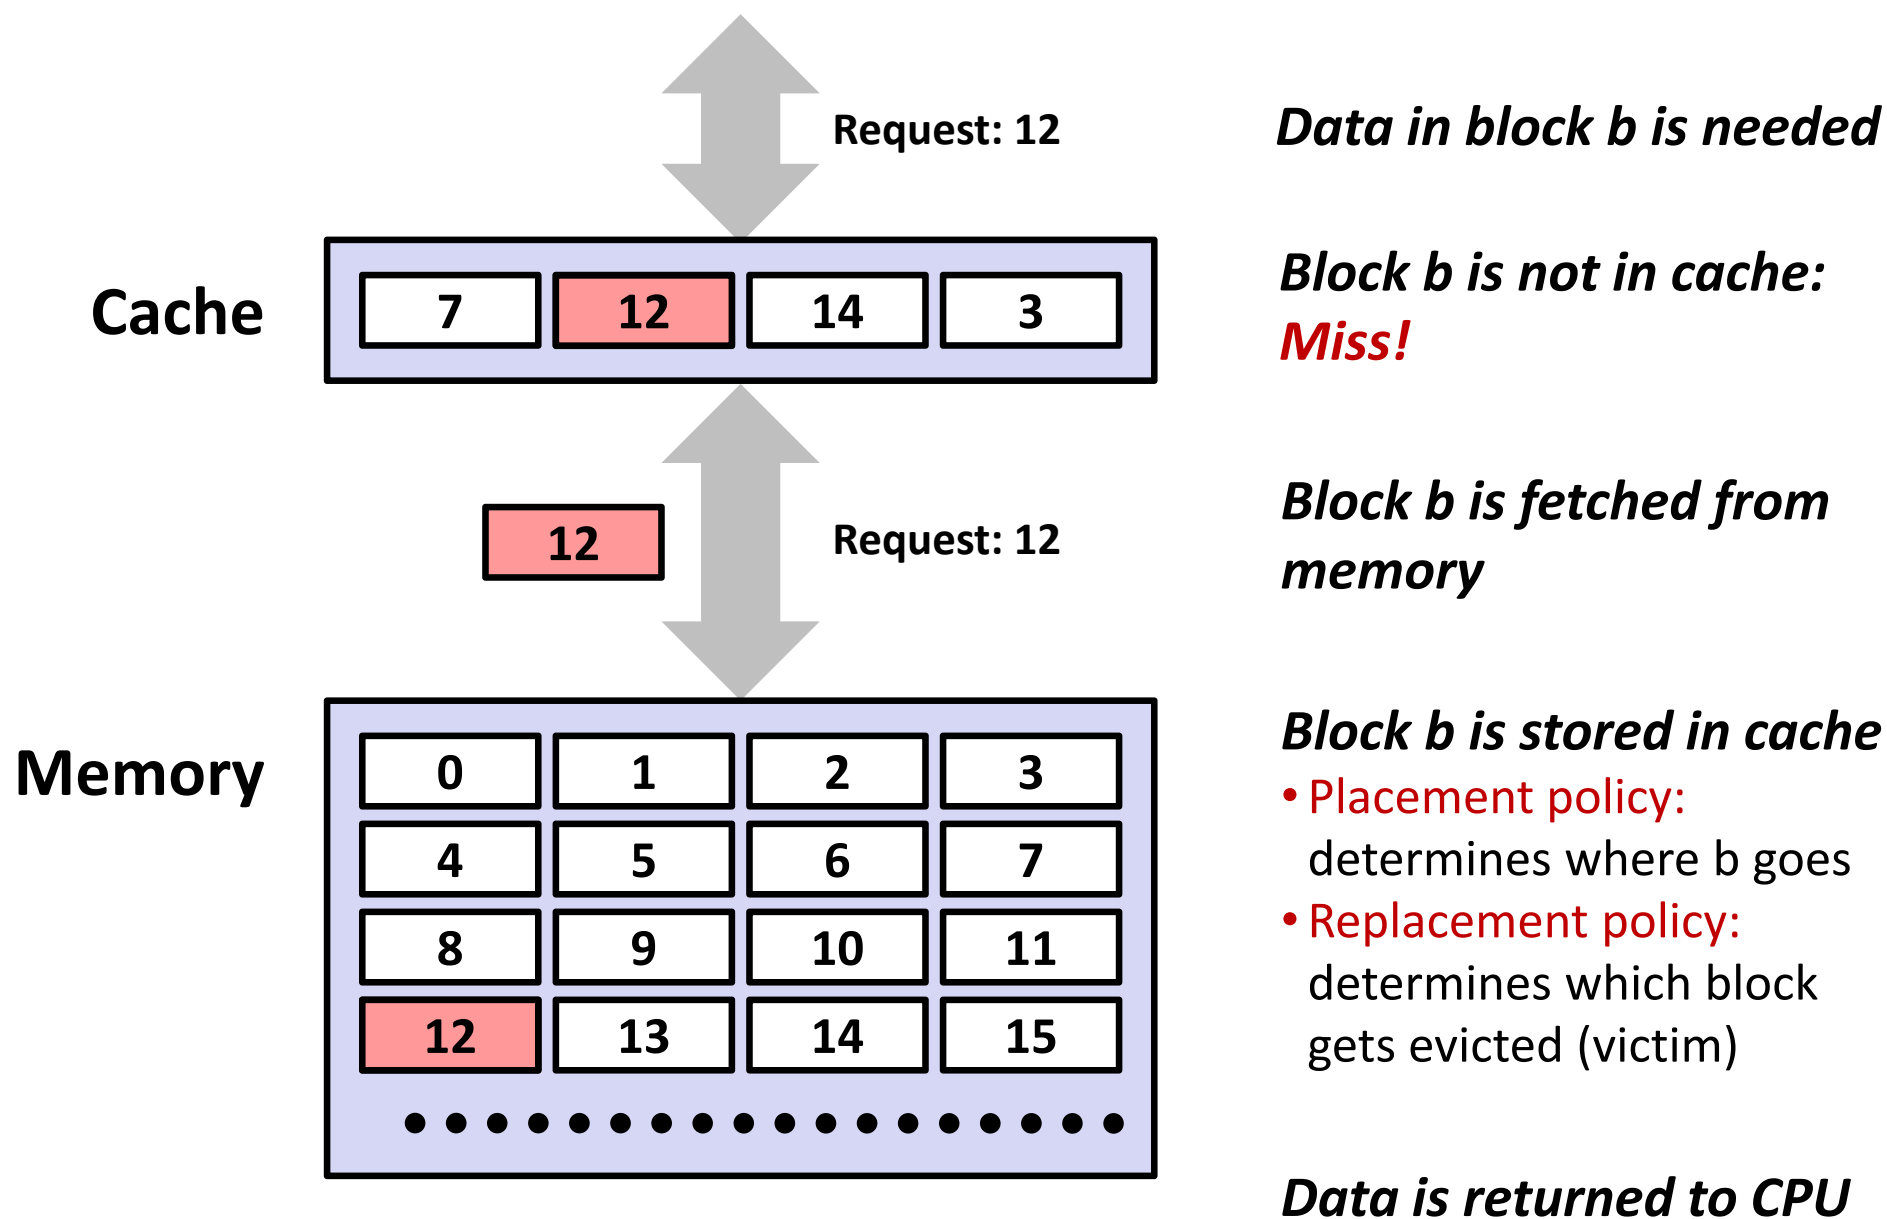 Request: 12
Data in block b is needed
Cache
7 12 14 3
Block b is not in cache:
Miss!
12
Request: 12
Block b is fetched from
memory
Memory
0 1 2 3
4 5 6 7
8 9 10 11
12 13 14 15
Block b is stored in cache
• Placement policy:
determines where b goes
• Replacement policy:
determines which block
gets evicted (victim)
Data is returned to CPU